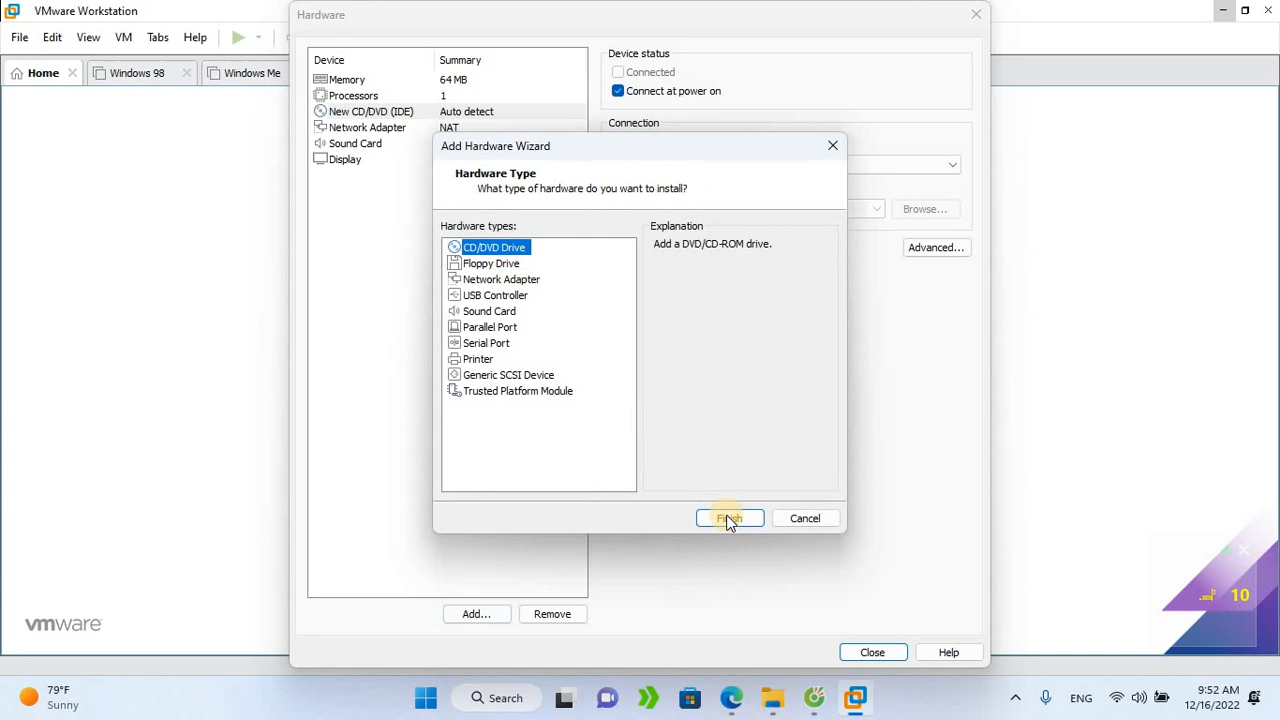 VMware Workstation
Hardware
File Edit View VM Tabs Help
Home Windows 98 Windows Me
Device Summary
Memory 64 MB
Processors 1
New CD/DVD (IDE) Auto detect
Network Adapter NAT
Sound Card
Display
Device status
Connected
Connect at power on
Connection
Browse...
Advanced...
Add Hardware Wizard
Hardware Type
What type of hardware do you want to install?
Hardware types:
CD/DVD Drive
Floppy Drive
Network Adapter
USB Controller
Sound Card
Parallel Port
Serial Port
Printer
Generic SCSI Device
Trusted Platform Module
Explanation
Add a DVD/CD-ROM drive.
Finish Cancel
Add... Remove
Close Help
vmware
10
79°F
Sunny
Search
ENG
9:52 AM
12/16/2022